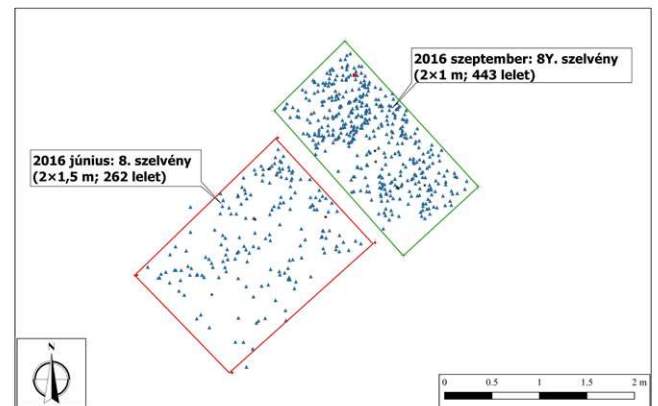 2016 szeptember: 8Y. szelvény
(2×1 m; 443 lelet)
2016 június: 8. szelvény
(2×1,5 m; 262 lelet)
N
0 0.5 1 1.5 2 m